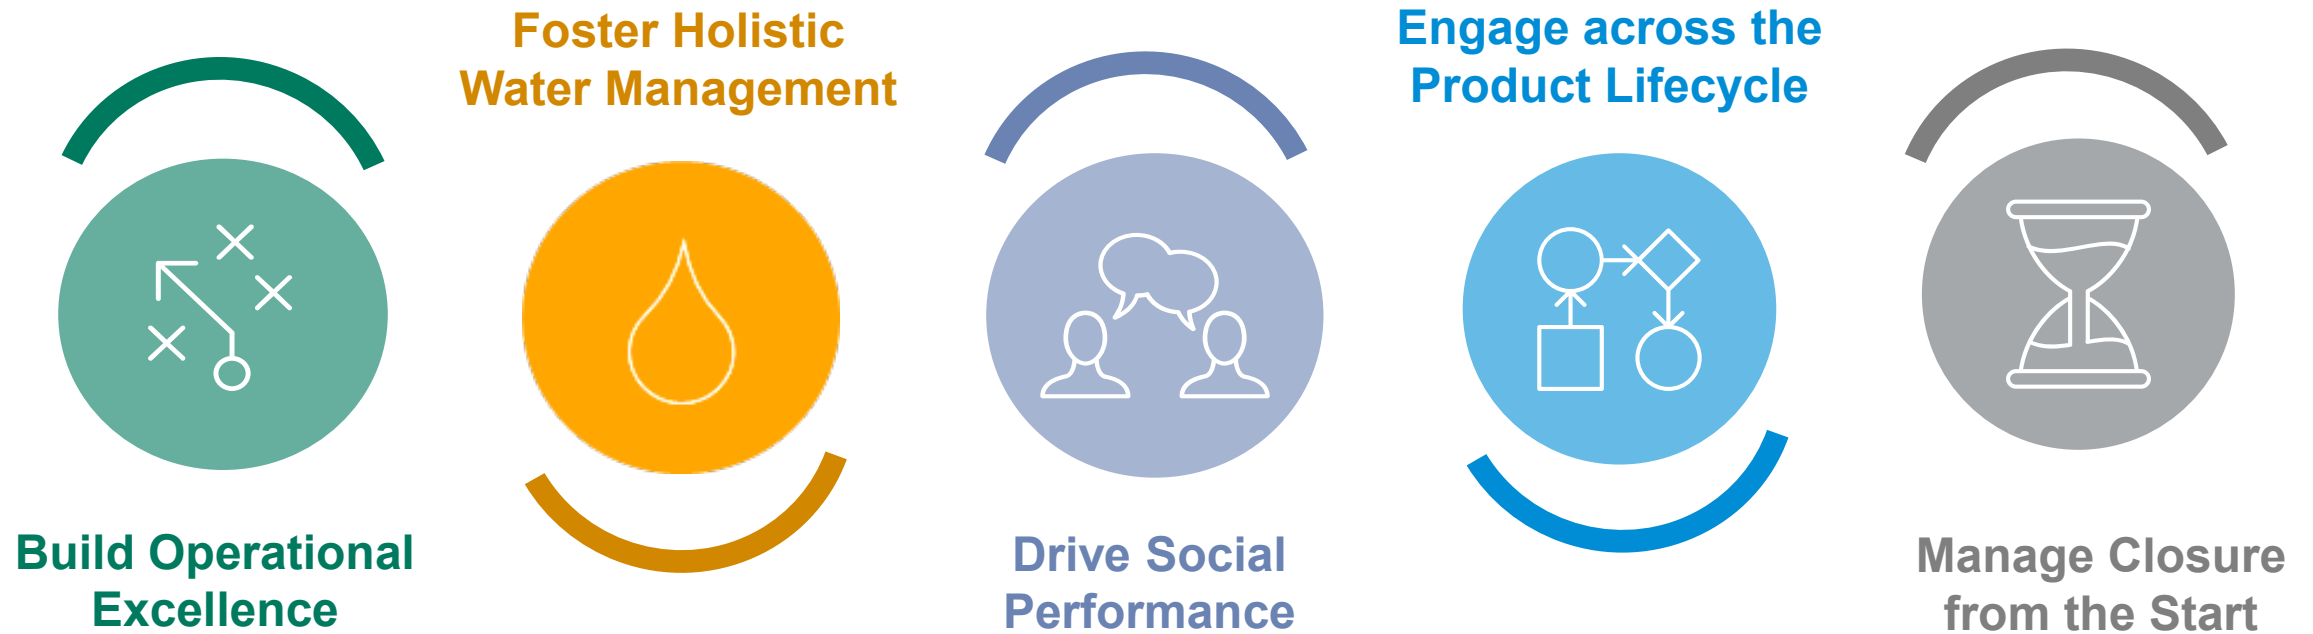 Build Operational
Excellence
Foster Holistic
Water Management
Drive Social
Performance
Engage across the
Product Lifecycle
Manage Closure
from the Start